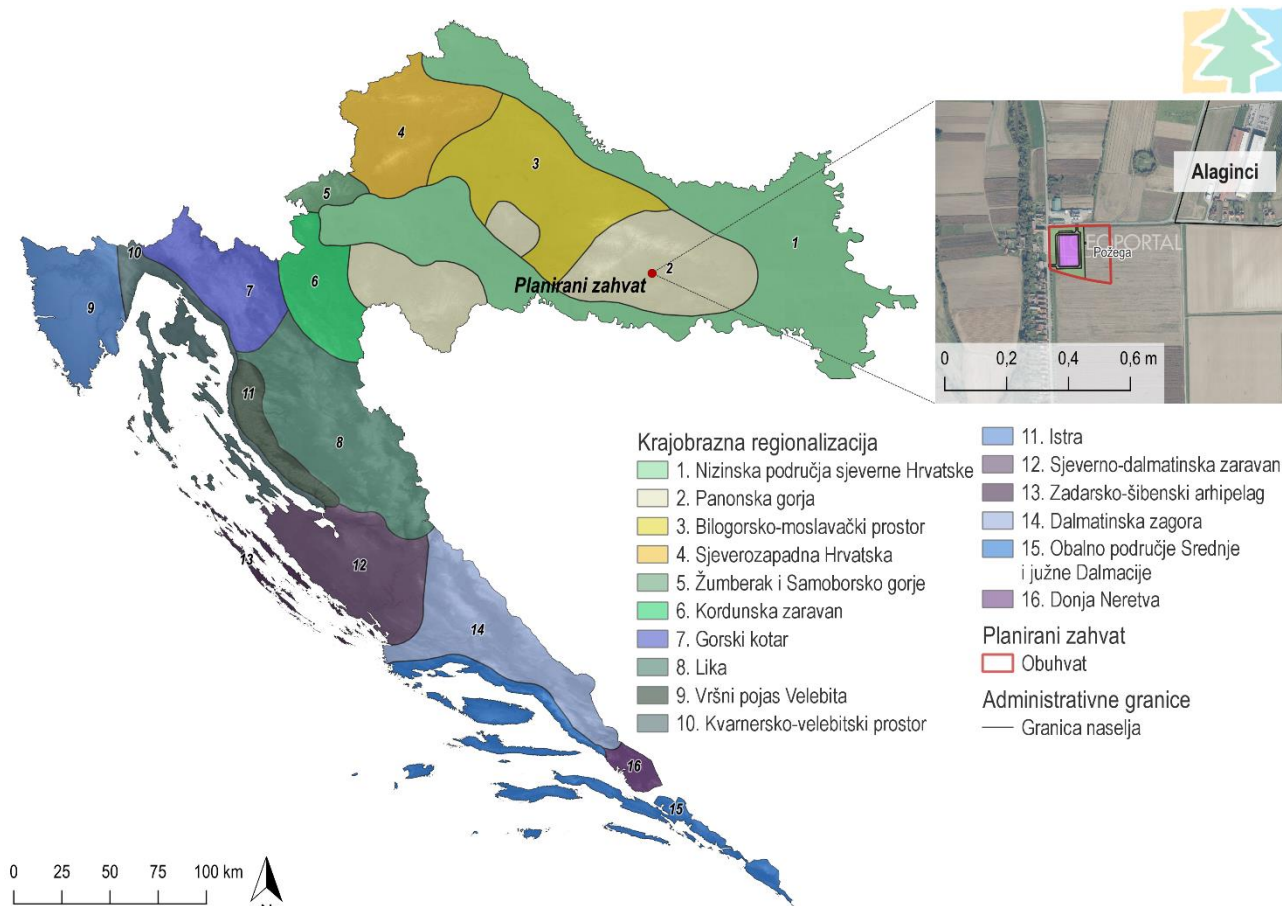 4
3
5
1
10
2
Planirani zahvat
6
7
9
11
8
12
13
14
16
15
Alaginci
EOPORTAL
Požega
0 0,2 0,4 0,6 m
Krajobrazna regionalizacija
1. Nizinska područja sjeverne Hrvatske
2. Panonska gorja
3. Bilogorsko-moslavački prostor
4. Sjeverozapadna Hrvatska
5. Žumberak i Samoborsko gorje
6. Kordunska zaravan
7. Gorski kotar
8. Lika
9. Vršni pojas Velebita
10. Kvarnersko-velebitski prostor
11. Istra
12. Sjeverno-dalmatinska zaravan
13. Zadarsko-šibenski arhipelag
14. Dalmatinska zagora
15. Obalno područje Srednje
i južne Dalmacije
16. Donja Neretva
Planirani zahvat
Obuhvat
Administrativne granice
Granica naselja
0 25 50 75 100 km